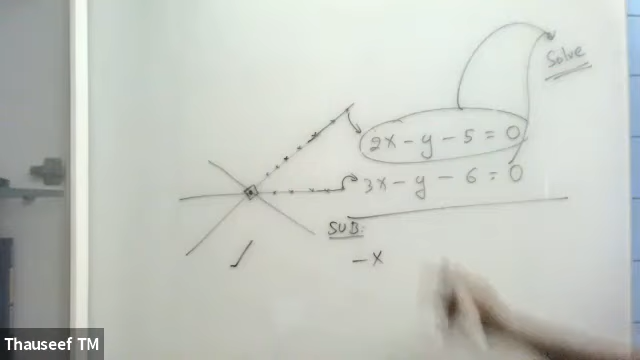 Solve
2x - y - 5 = 0
3x - y - 6 = 0
SUB:
-x
Thauseef TM